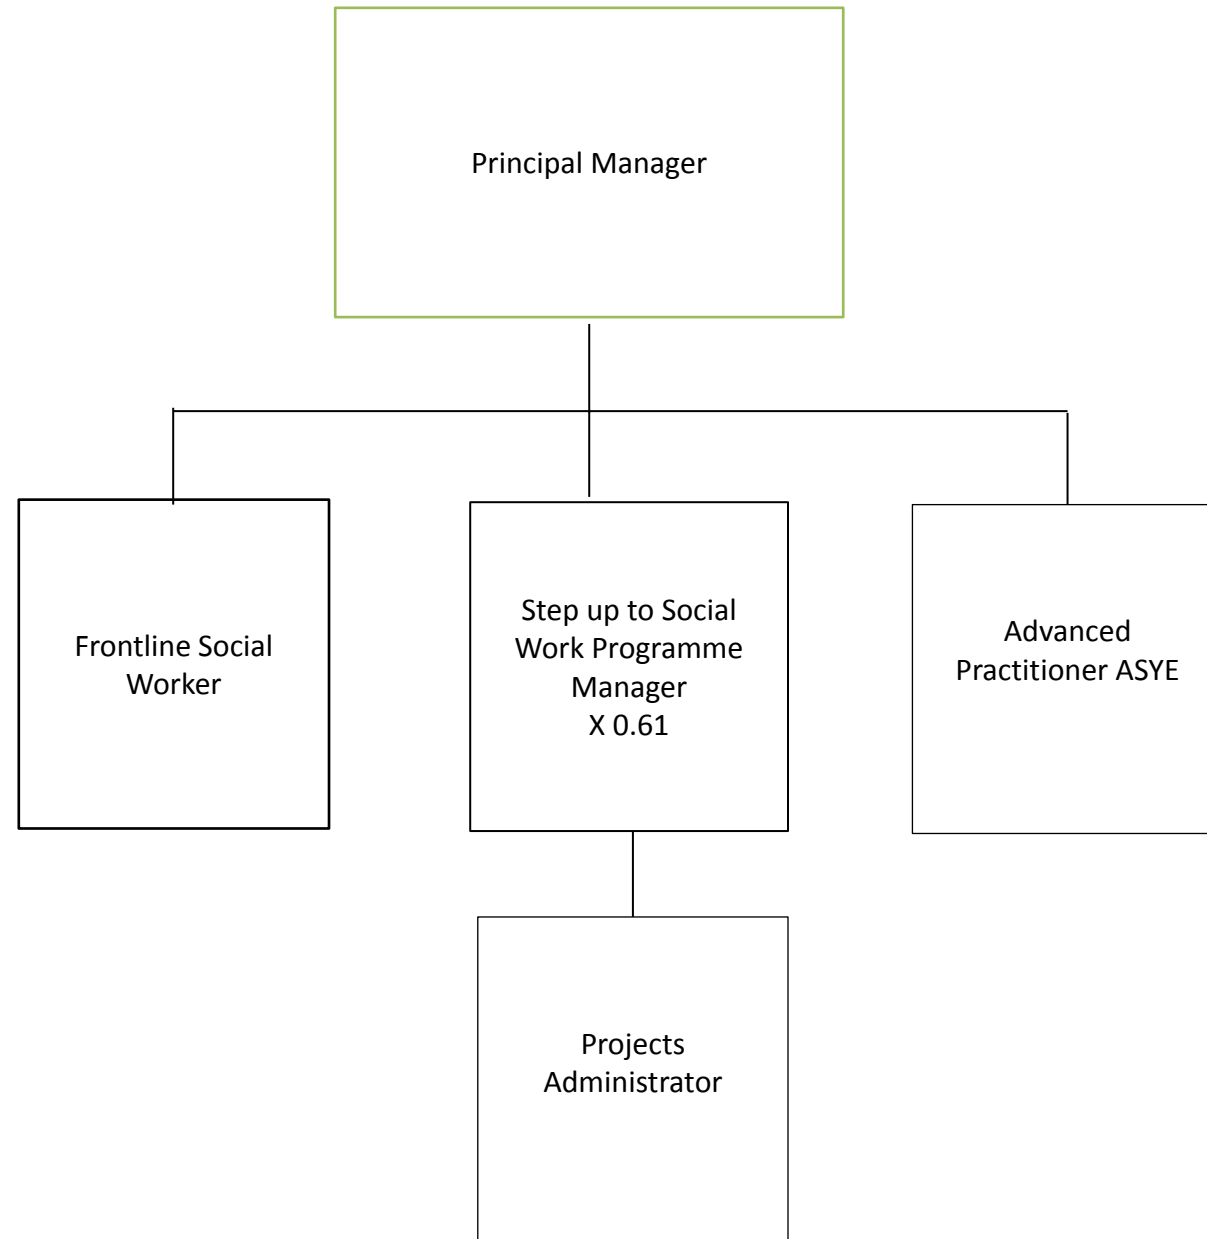 Principal Manager
Frontline Social
Worker
Step up to Social
Work Programme
Manager
X 0.61
Advanced
Practitioner ASYE
Projects
Administrator